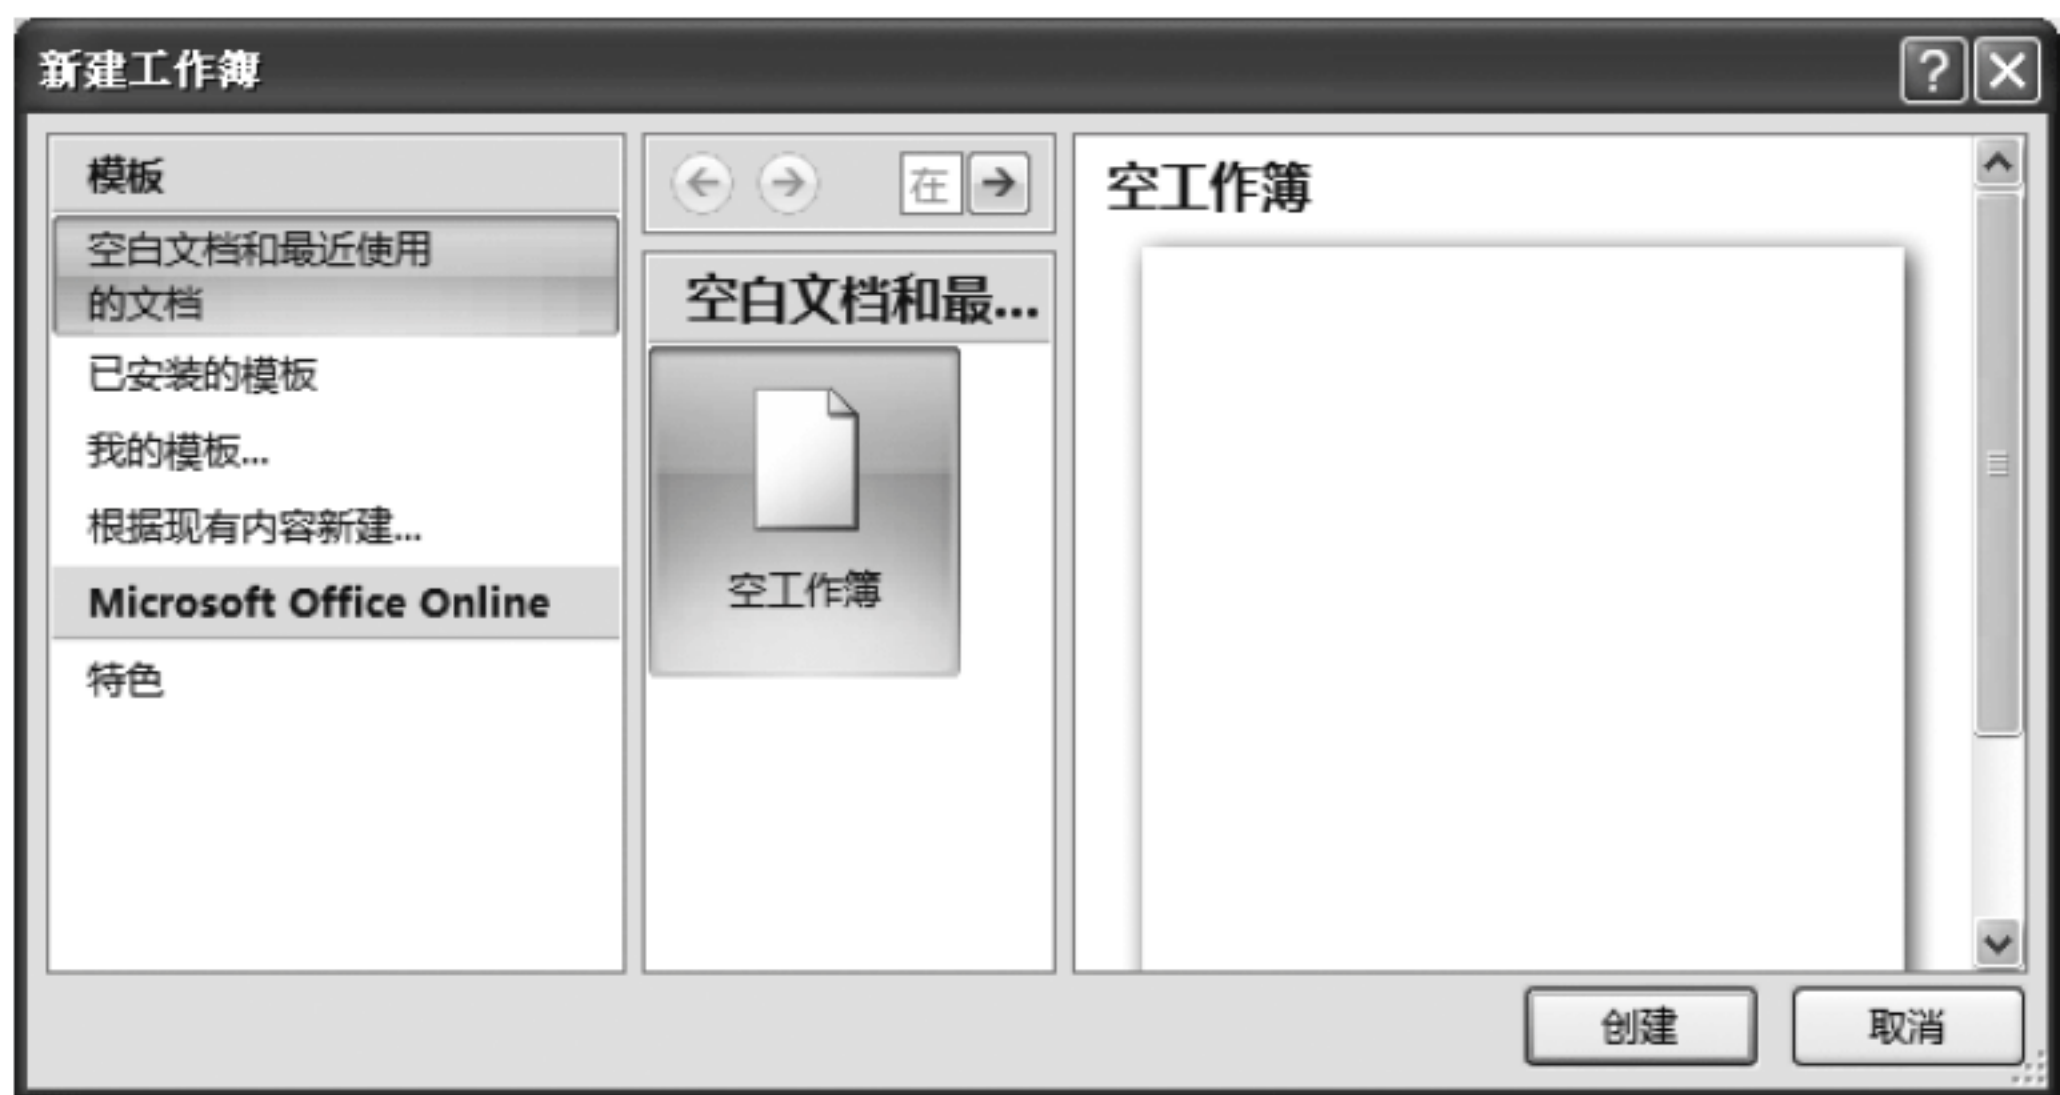 新建工作簿
模板
空白文档和最近使用
的文档
已安装的模板
我的模板...
根据现有内容新建...
Microsoft Office Online
特色
在
空白文档和最...
空工作簿
空工作簿
创建
取消